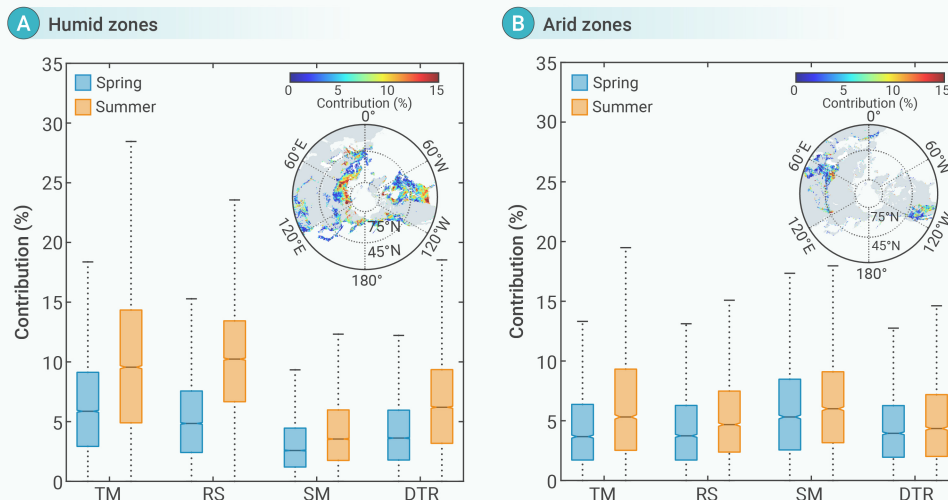 A Humid zones
35
30
25
20
15
10
5
0
Contribution (%)
Spring
Summer
0 5 10 15
Contribution (%)
0°
60°E
60°W
120°E
120°W
75°N
45°N
180°
TM RS SM DTR
B Arid zones
35
30
25
20
15
10
5
0
Contribution (%)
Spring
Summer
0 5 10 15
Contribution (%)
0°
60°E
60°W
120°E
120°W
75°N
45°N
180°
TM RS SM DTR